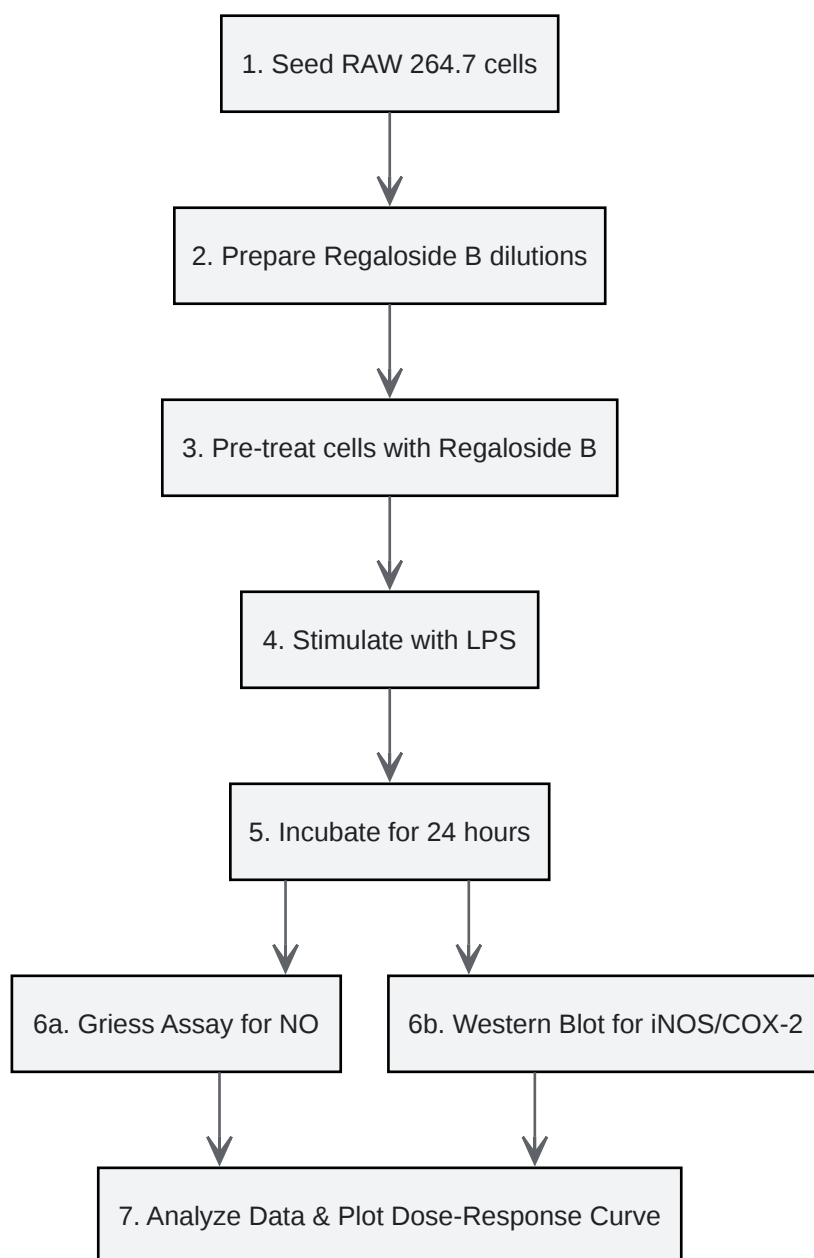 1. Seed RAW 264.7 cells
2. Prepare Regaloside B dilutions
3. Pre-treat cells with Regaloside B
4. Stimulate with LPS
5. Incubate for 24 hours
6a. Griess Assay for NO
6b. Western Blot for iNOS/COX-2
7. Analyze Data & Plot Dose-Response Curve